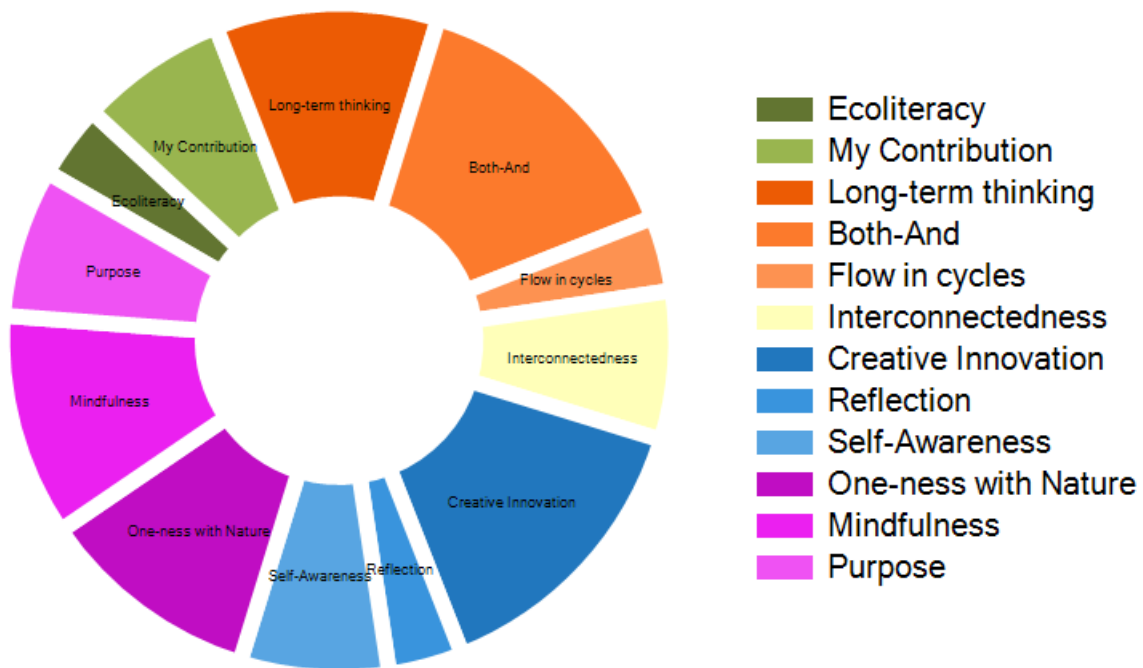 Long-term thinking
My Contribution
Both-And
Ecoliteracy
Purpose
Flow in cycles
Interconnectedness
Mindfulness
Creative Innovation
One-ness with Nature
Self-Awareness
Reflection
Ecoliteracy
My Contribution
Long-term thinking
Both-And
Flow in cycles
Interconnectedness
Creative Innovation
Reflection
Self-Awareness
One-ness with Nature
Mindfulness
Purpose